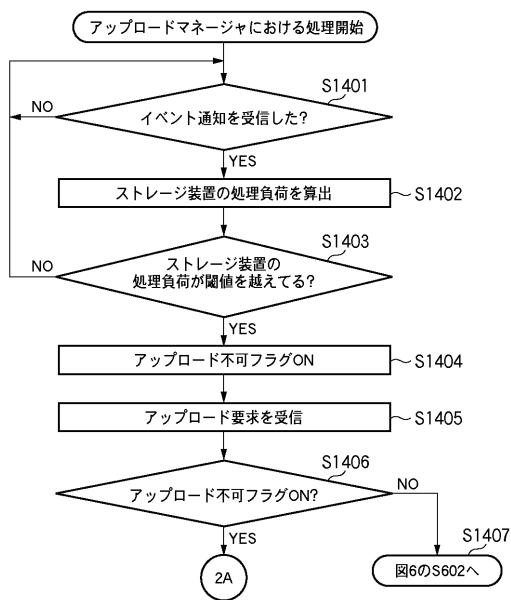 アップロードマネージャにおける処理開始
S1401
イベント通知を受信した?
NO
YES
ストレージ装置の処理負荷を算出
S1402
S1403
ストレージ装置の
処理負荷が閾値を越えてる?
NO
YES
アップロード不可フラグON
S1404
アップロード要求を受信
S1405
S1406
アップロード不可フラグON?
NO
YES
S1407
2A
図6のS602へ